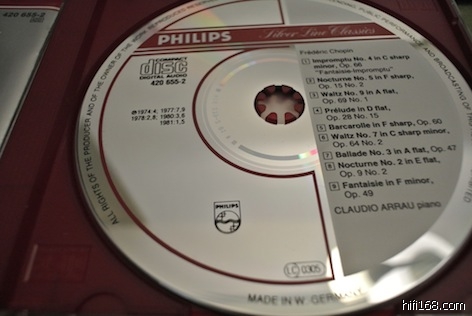 420 655-2
ALL RIGHTS OF THE PRODUCER AND OF THE OWNER OF THE WORK REPRODUCED RESERVED
PUBLIC PERFORMANCE AND BROADCASTING OF
PHILIPS
Silver Line Classics
COMPACT
disc
DIGITAL AUDIO
420 655-2
℗1974:4; 1977:7,9
1978:2,8; 1980:3,6
1981:1,5
Frédéric Chopin
1 Impromptu No. 4 in C sharp
minor, Op. 66
"Fantaisie-Impromptu"
2 Nocturne No. 5 in F sharp,
Op. 15 No. 2
3 Waltz No. 9 in A flat,
Op. 69 No. 1
4 Prélude in D flat,
Op. 28 No. 15
5 Barcarolle in F sharp, Op. 60
6 Waltz No. 7 in C sharp minor,
Op. 64 No. 2
7 Ballade No. 3 in A flat, Op. 47
8 Nocturne No. 2 in E flat,
Op. 9 No. 2
9 Fantaisie in F minor,
Op. 49
CLAUDIO ARRAU piano
PHILIPS
LC 0305
MADE IN W. GERMANY
hifi168.com